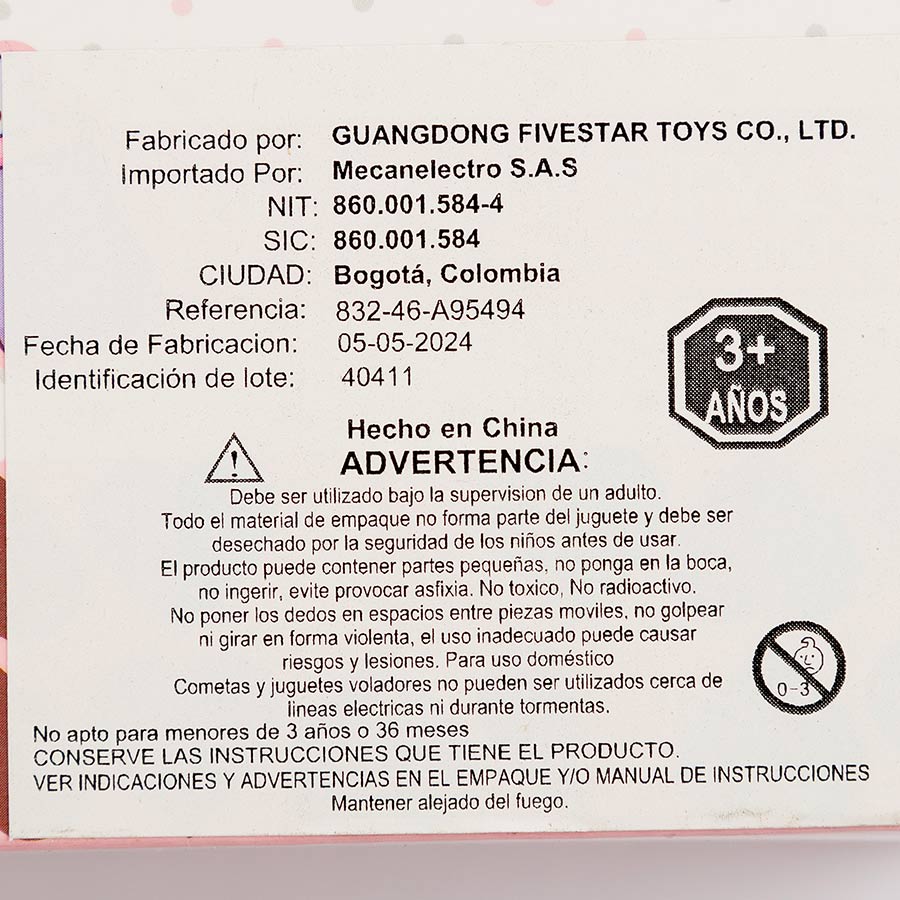 Fabricado por: GUANGDONG FIVESTAR TOYS CO., LTD.
Importado Por: Mecanelectro S.A.S
NIT: 860.001.584-4
SIC: 860.001.584
CIUDAD: Bogotá, Colombia
Referencia: 832-46-A95494
Fecha de Fabricacion: 05-05-2024
Identificación de lote: 40411
3+
AÑOS
Hecho en China
ADVERTENCIA:
Debe ser utilizado bajo la supervision de un adulto.
Todo el material de empaque no forma parte del juguete y debe ser
desechado por la seguridad de los niños antes de usar.
El producto puede contener partes pequeñas, no ponga en la boca,
no ingerir, evite provocar asfixia. No toxico, No radioactivo.
No poner los dedos en espacios entre piezas moviles, no golpear
ni girar en forma violenta, el uso inadecuado puede causar
riesgos y lesiones. Para uso doméstico
Cometas y juguetes voladores no pueden ser utilizados cerca de
lineas electricas ni durante tormentas.
0-3
No apto para menores de 3 años o 36 meses
CONSERVE LAS INSTRUCCIONES QUE TIENE EL PRODUCTO.
VER INDICACIONES Y ADVERTENCIAS EN EL EMPAQUE Y/O MANUAL DE INSTRUCCIONES
Mantener alejado del fuego.